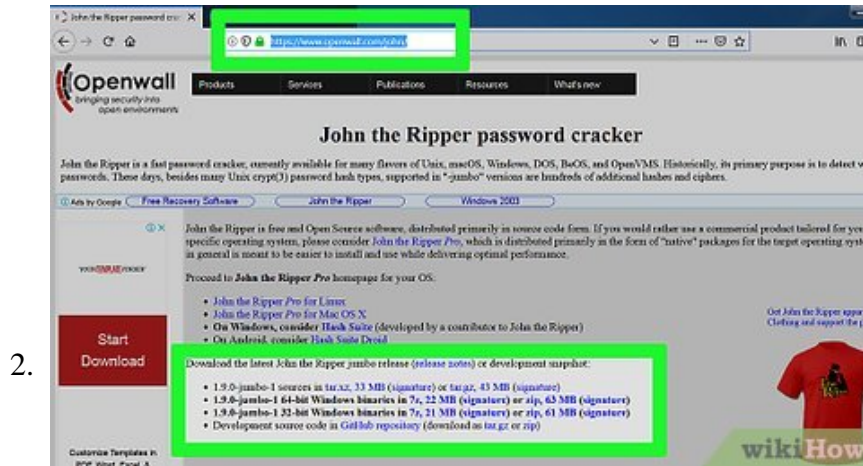 John the Ripper password cra
https://www.openwall.com/john/
Openwall
bringing security into
open environments
Products Services Publications Resources What's new
John the Ripper password cracker
John the Ripper is a fast password cracker, currently available for many flavors of Unix, macOS, Windows, DOS, BeOS, and OpenVMS. Historically, its primary purpose is to detect w
passwords. These days, besides many Unix crypt(3) password hash types, supported in "-jumbo" versions are hundreds of additional hashes and ciphers.
Ads by Google Free Recovery Software John the Ripper Windows 2003
John the Ripper is free and Open Source software, distributed primarily in source code form. If you would rather use a commercial product tailored for you
specific operating system, please consider John the Ripper Pro, which is distributed primarily in the form of "native" packages for the target operating syst
in general is meant to be easier to install and use while delivering optimal performance.
Proceed to John the Ripper Pro homepage for your OS:
• John the Ripper Pro for Linux
• John the Ripper Pro for Mac OS X
• On Windows, consider Hash Suite (developed by a contributor to John the Ripper)
• On Android, consider Hash Suite Droid
Get John the Ripper appar
Clothing and support the p
Start
Download
2.
Download the latest John the Ripper jumbo release (release notes) or development snapshot:
• 1.9.0-jumbo-1 sources in tar.xz, 33 MB (signature) or tar.gz, 43 MB (signature)
• 1.9.0-jumbo-1 64-bit Windows binaries in 7z, 22 MB (signature) or zip, 63 MB (signature)
• 1.9.0-jumbo-1 32-bit Windows binaries in 7z, 21 MB (signature) or zip, 61 MB (signature)
• Development source code in GitHub repository (download as tar.gz or zip)
Customize Templates in
PDF, Word, Excel, A
wikiHow